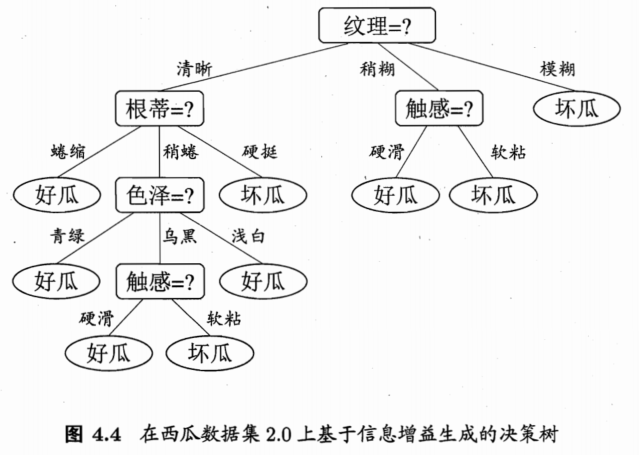 纹理=?
清晰 稍糊 模糊
根蒂=? 触感=? 坏瓜
蜷缩 稍蜷 硬挺 硬滑 软粘
好瓜 色泽=? 坏瓜 好瓜 坏瓜
青绿 乌黑 浅白
好瓜 触感=? 好瓜
硬滑 软粘
好瓜 坏瓜
图 4.4 在西瓜数据集2.0上基于信息增益生成的决策树